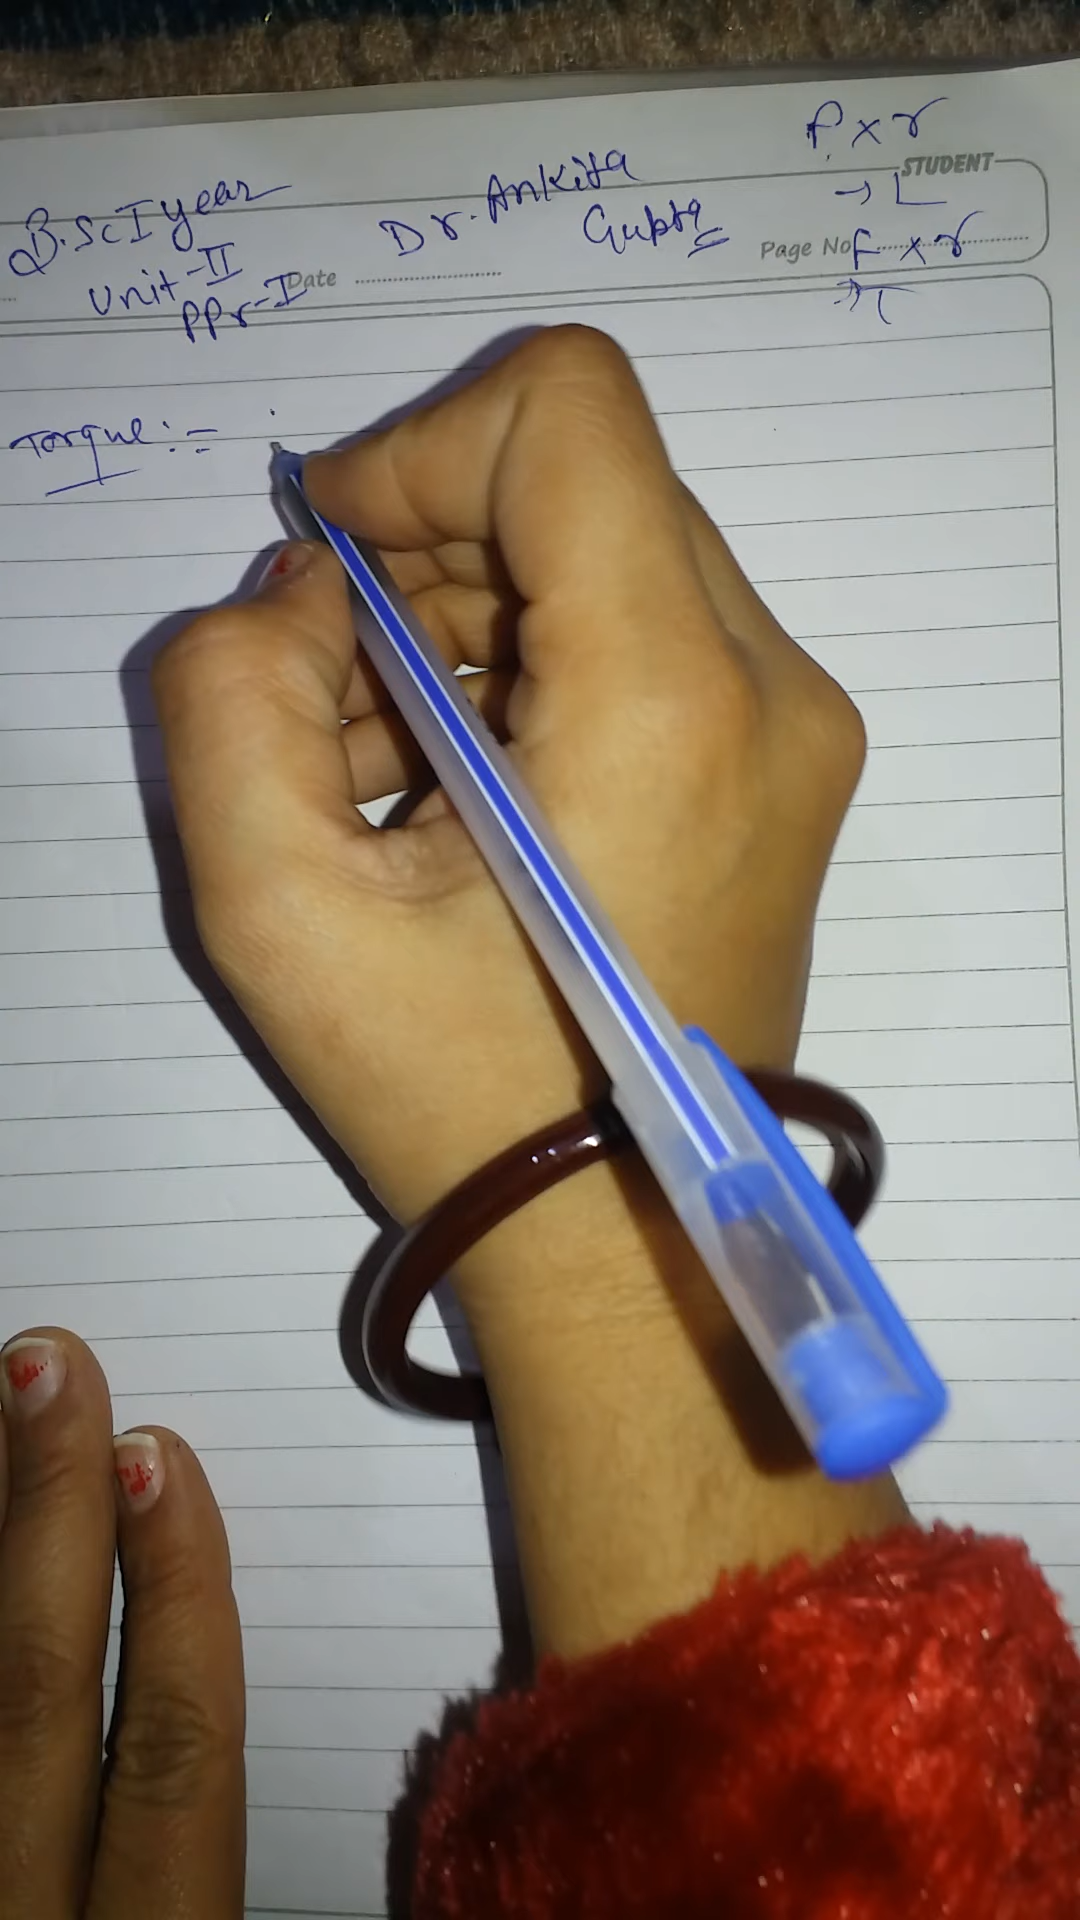 P × r
STUDENT
B.Sc I year
Dr. Ankita
→ L
Unit-II
Gupta
Page No.
F × r
PPr-I
Date
→ τ
Torque :-